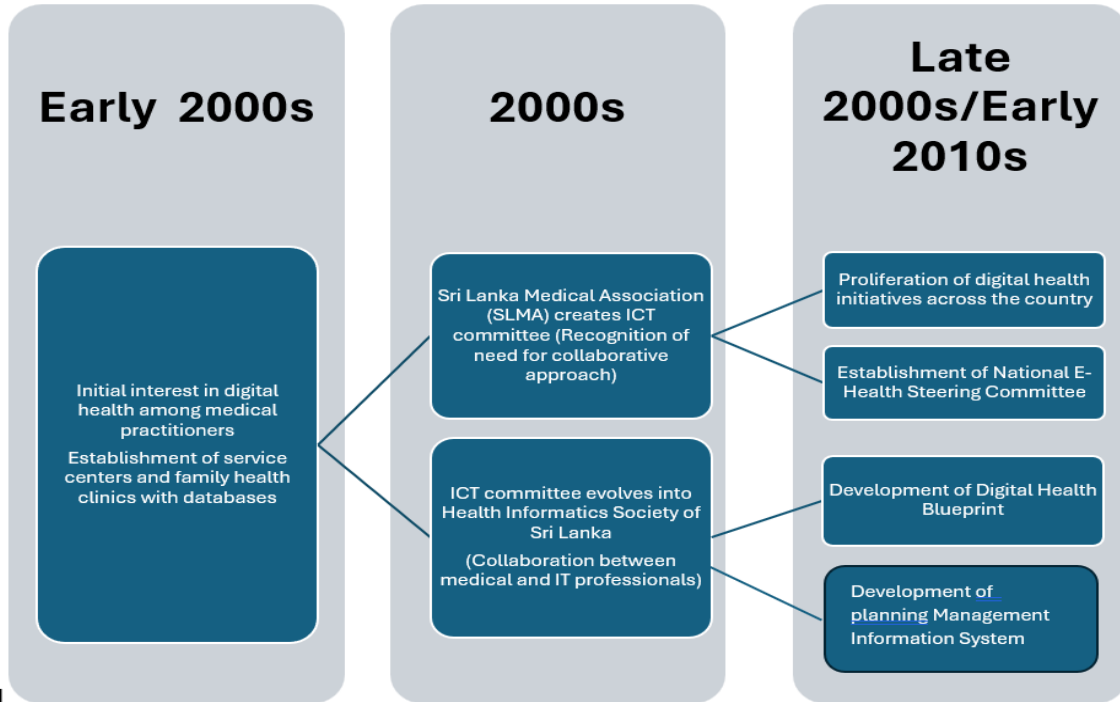 Early 2000s
Initial interest in digital
health among medical
practitioners
Establishment of service
centers and family health
clinics with databases
2000s
Sri Lanka Medical Association
(SLMA) creates ICT
committee (Recognition of
need for collaborative
approach)
ICT committee evolves into
Health Informatics Society of
Sri Lanka
(Collaboration between
medical and IT professionals)
Late
2000s/Early
2010s
Proliferation of digital health
initiatives across the country
Establishment of National E-
Health Steering Committee
Development of Digital Health
Blueprint
Development of
planning Management
Information System